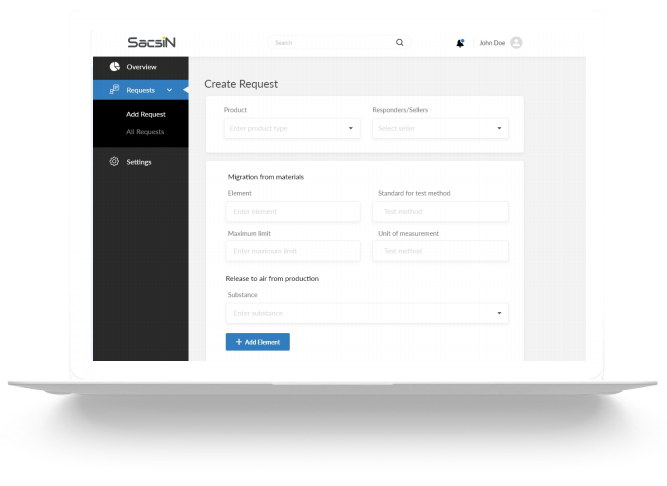 SacsiN
Search
John Doe
Overview
Requests
Add Request
All Requests
Settings
Create Request
Product
Responders/Sellers
Enter product type
Select seller
Migration from materials
Element
Standard for test method
Enter element
Test method
Maximum limit
Unit of measurement
Enter maximum limit
Test method
Release to air from production
Substance
Enter substance
+ Add Element